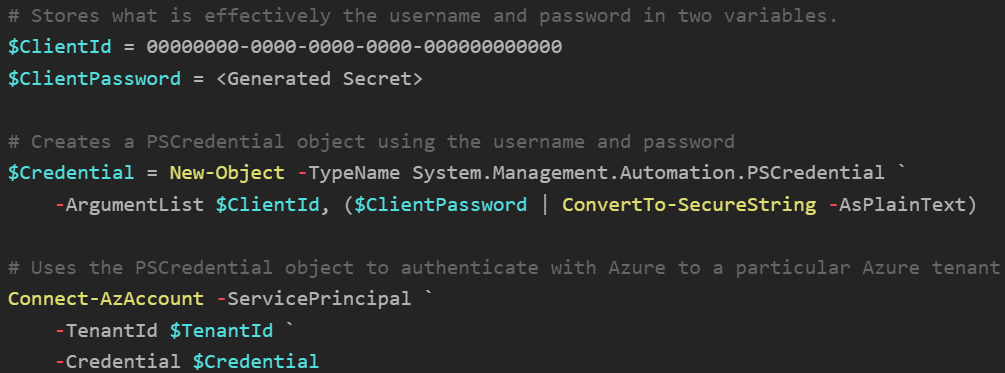 # Stores what is effectively the username and password in two variables.
$ClientId = 00000000-0000-0000-0000-000000000000
$ClientPassword = <Generated Secret>
# Creates a PSCredential object using the username and password
$Credential = New-Object -TypeName System.Management.Automation.PSCredential `
-ArgumentList $ClientId, ($ClientPassword | ConvertTo-SecureString -AsPlainText)
# Uses the PSCredential object to authenticate with Azure to a particular Azure tenant
Connect-AzAccount -ServicePrincipal `
-TenantId $TenantId `
-Credential $Credential